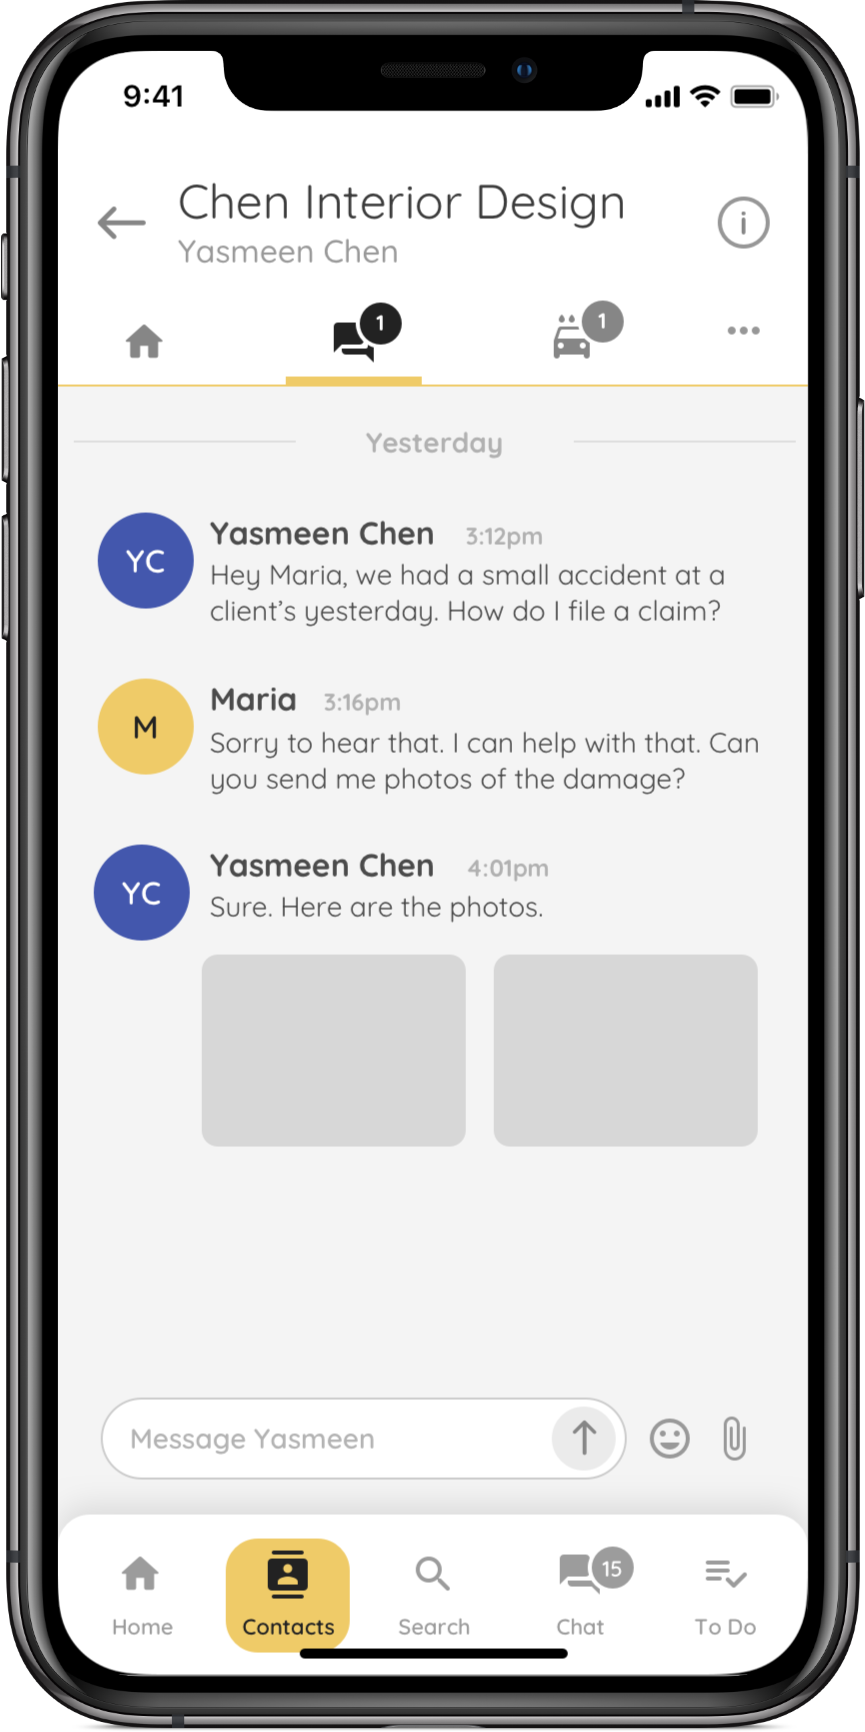 9:41
Chen Interior Design
Yasmeen Chen
1
1
Yesterday
YC
Yasmeen Chen 3:12pm
Hey Maria, we had a small accident at a
client’s yesterday. How do I file a claim?
M
Maria 3:16pm
Sorry to hear that. I can help with that. Can
you send me photos of the damage?
YC
Yasmeen Chen 4:01pm
Sure. Here are the photos.
Message Yasmeen
15
Home Contacts Search Chat To Do